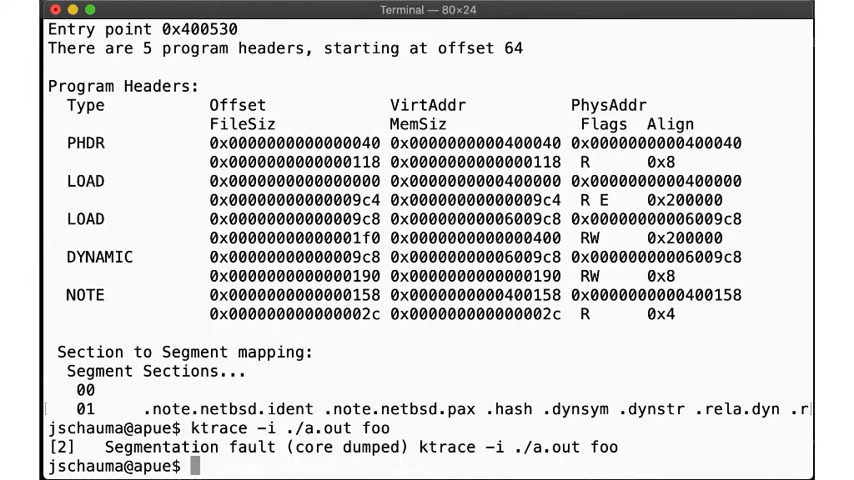 Terminal — 80×24
Entry point 0x400530
There are 5 program headers, starting at offset 64
Program Headers:
Type Offset VirtAddr PhysAddr
FileSiz MemSiz Flags Align
PHDR 0x0000000000000040 0x0000000000400040 0x0000000000400040
0x0000000000000118 0x0000000000000118 R 0x8
LOAD 0x0000000000000000 0x0000000000400000 0x0000000000400000
0x00000000000009c4 0x00000000000009c4 R E 0x200000
LOAD 0x00000000000009c8 0x00000000006009c8 0x00000000006009c8
0x00000000000001f0 0x0000000000000400 RW 0x200000
DYNAMIC 0x00000000000009c8 0x00000000006009c8 0x00000000006009c8
0x0000000000000190 0x0000000000000190 RW 0x8
NOTE 0x0000000000000158 0x0000000000400158 0x0000000000400158
0x000000000000002c 0x000000000000002c R 0x4
Section to Segment mapping:
Segment Sections...
00
01 .note.netbsd.ident .note.netbsd.pax .hash .dynsym .dynstr .rela.dyn .r
jschauma@apue$ ktrace -i ./a.out foo
[2] Segmentation fault (core dumped) ktrace -i ./a.out foo
jschauma@apue$